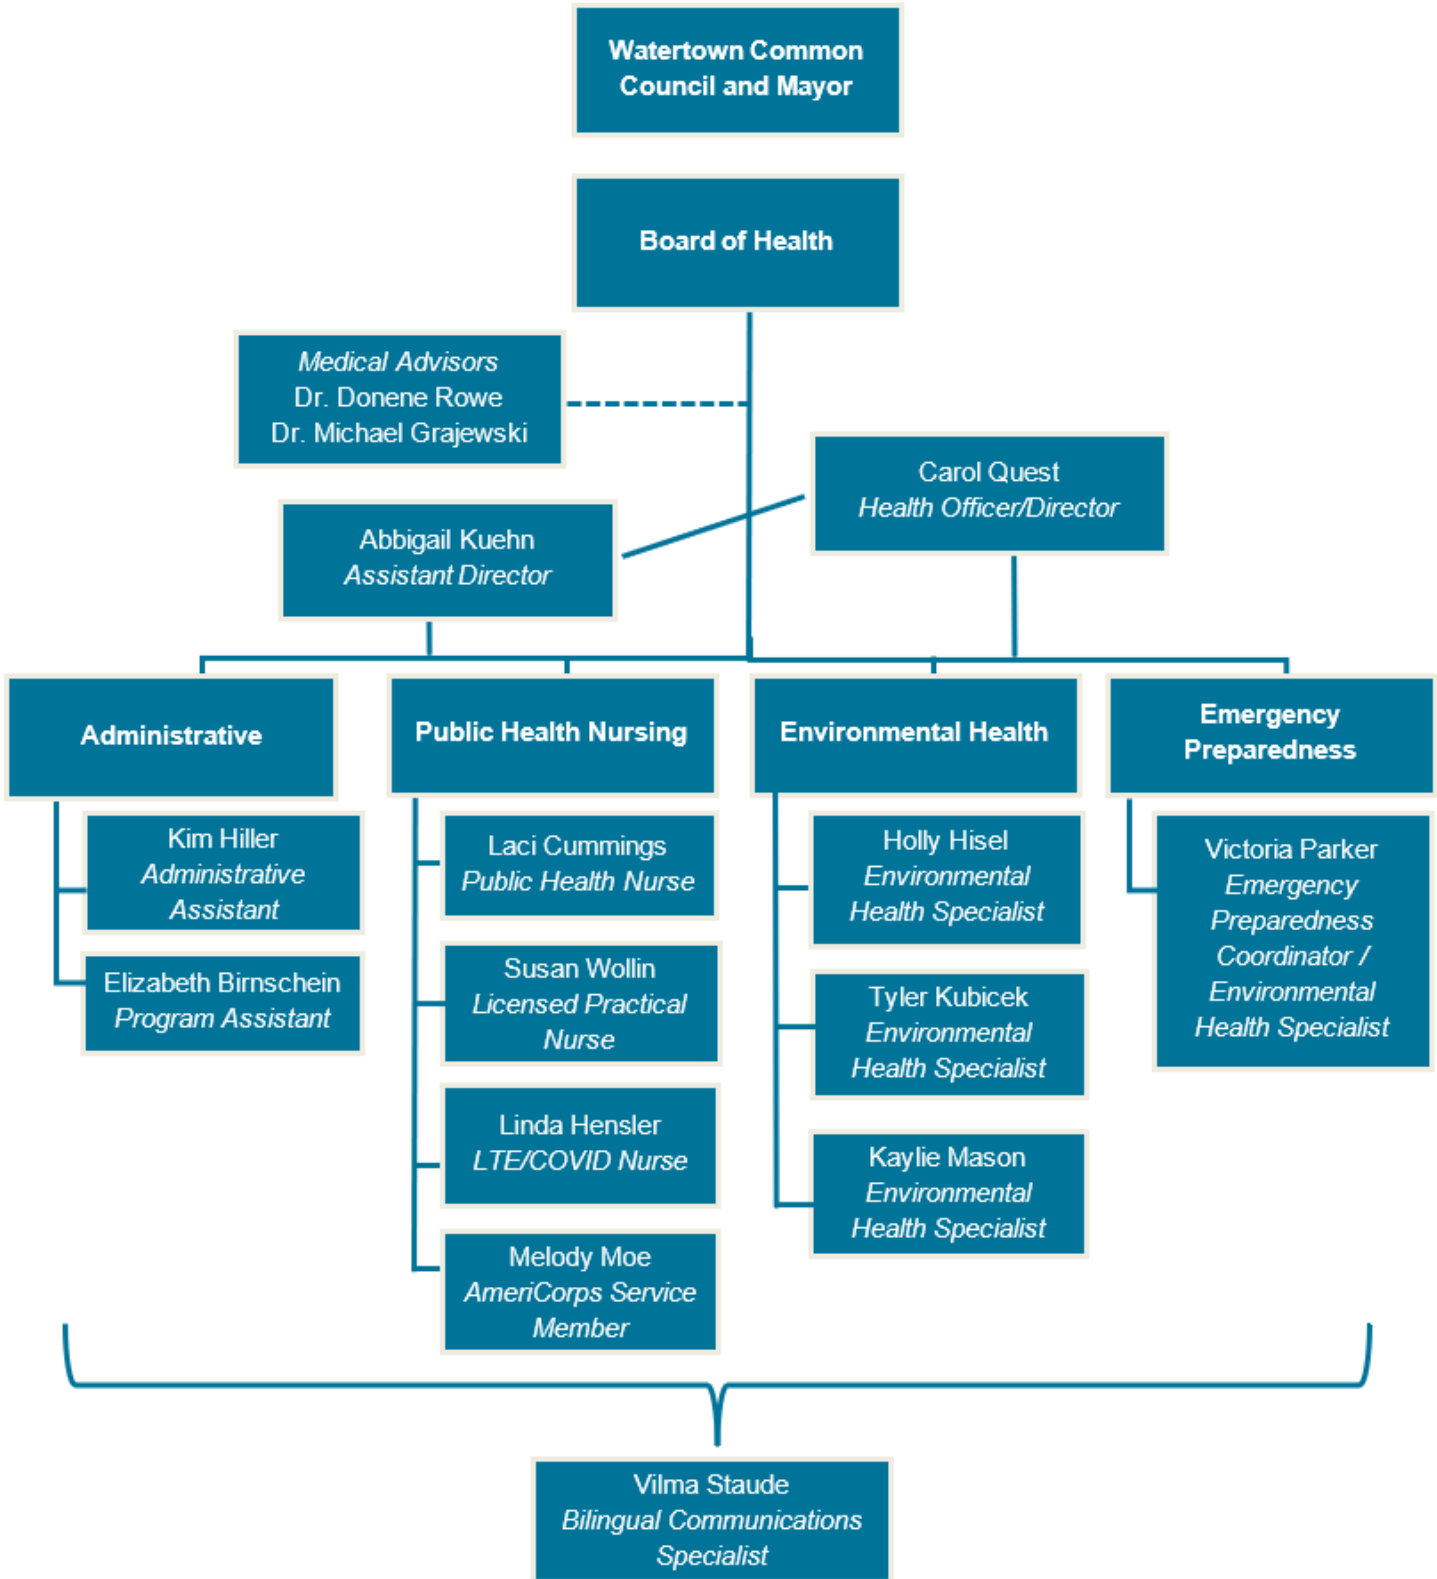 Watertown Common
Council and Mayor
Board of Health
Medical Advisors
Dr. Donene Rowe
Dr. Michael Grajewski
Carol Quest
Health Officer/Director
Abbigail Kuehn
Assistant Director
Administrative
Kim Hiller
Administrative
Assistant
Elizabeth Birnschein
Program Assistant
Public Health Nursing
Laci Cummings
Public Health Nurse
Susan Wollin
Licensed Practical
Nurse
Linda Hensler
LTE/COVID Nurse
Melody Moe
AmeriCorps Service
Member
Environmental Health
Holly Hisel
Environmental
Health Specialist
Tyler Kubicek
Environmental
Health Specialist
Kaylie Mason
Environmental
Health Specialist
Emergency
Preparedness
Victoria Parker
Emergency
Preparedness
Coordinator /
Environmental
Health Specialist
Vilma Staude
Bilingual Communications
Specialist